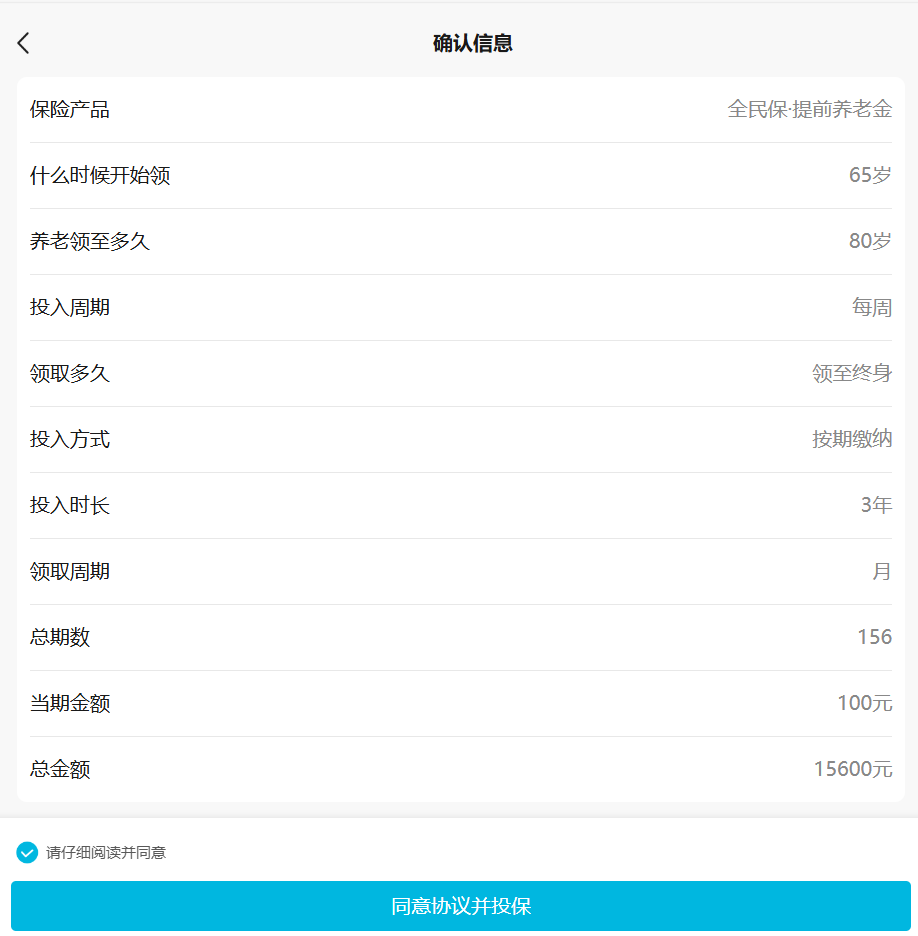 确认信息
保险产品 全民保·提前养老金
什么时候开始领 65岁
养老领至多久 80岁
投入周期 每周
领取多久 领至终身
投入方式 按期缴纳
投入时长 3年
领取周期 月
总期数 156
当期金额 100元
总金额 15600元
请仔细阅读并同意
同意协议并投保